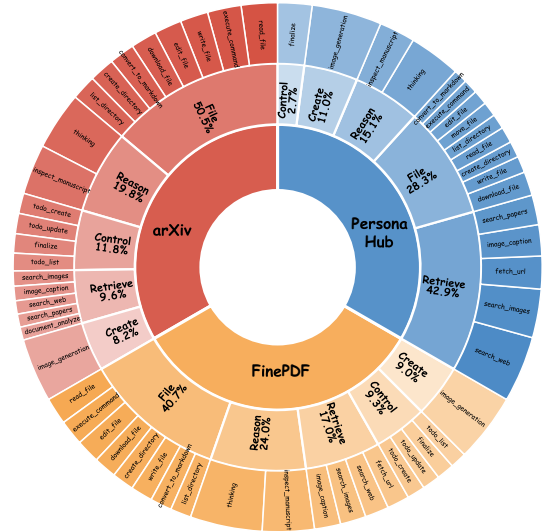 arXiv
File
50.5%
read_file
execute_command
write_file
edit_file
download_file
convert_to_markdown
create_directory
list_directory
Reason
19.8%
thinking
inspect_manuscript
Control
11.8%
todo_create
todo_update
finalize
todo_list
Retrieve
9.6%
search_images
image_caption
search_web
search_papers
document_analyze
Create
8.2%
image_generation
Persona
Hub
Control
2.7%
finalize
Create
11.0%
image_generation
Reason
15.1%
inspect_manuscript
thinking
File
28.3%
convert_to_markdown
execute_command
edit_file
move_file
list_directory
read_file
create_directory
write_file
download_file
Retrieve
42.9%
search_papers
image_caption
fetch_url
search_images
search_web
FinePDF
Create
9.0%
image_generation
Control
9.3%
todo_list
finalize
todo_update
todo_create
Retrieve
17.0%
fetch_url
search_web
search_images
image_caption
Reason
24.0%
inspect_manuscript
thinking
File
40.7%
list_directory
convert_to_markdown
write_file
create_directory
download_file
edit_file
execute_command
read_file